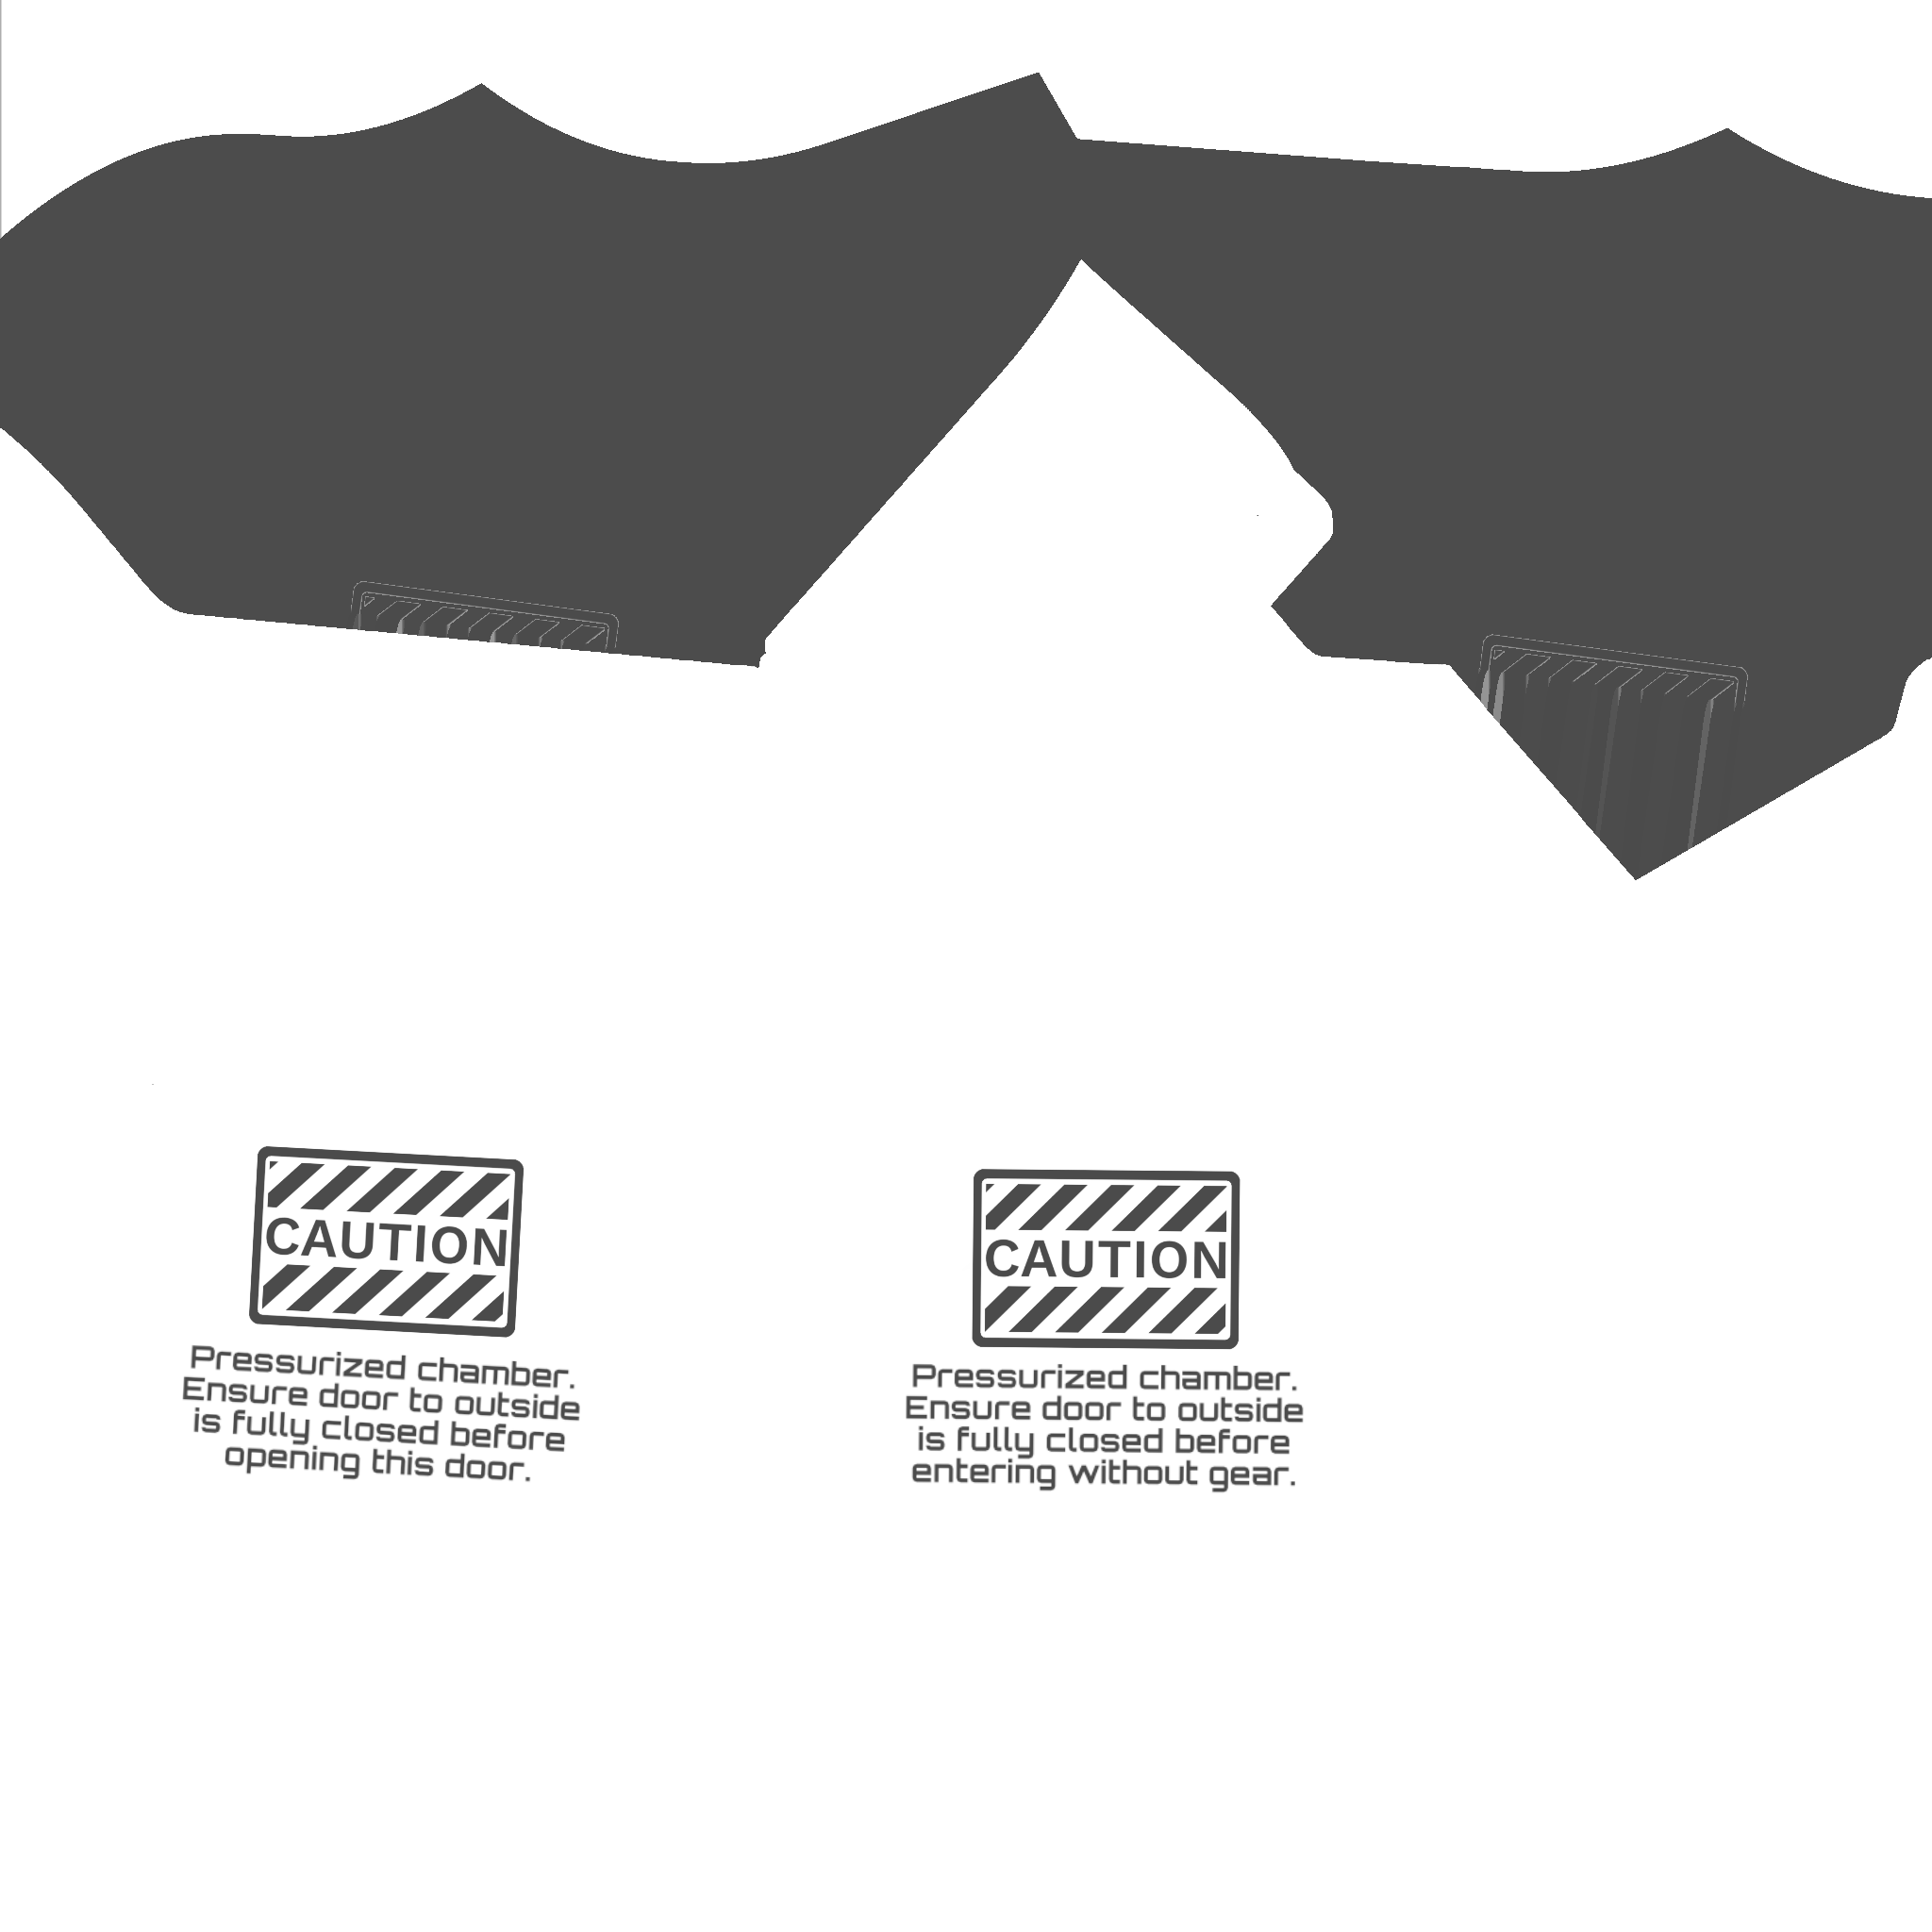 CAUTION
Pressurized chamber.
Ensure door to outside
is fully closed before
opening this door.
CAUTION
Pressurized chamber.
Ensure door to outside
is fully closed before
entering without gear.